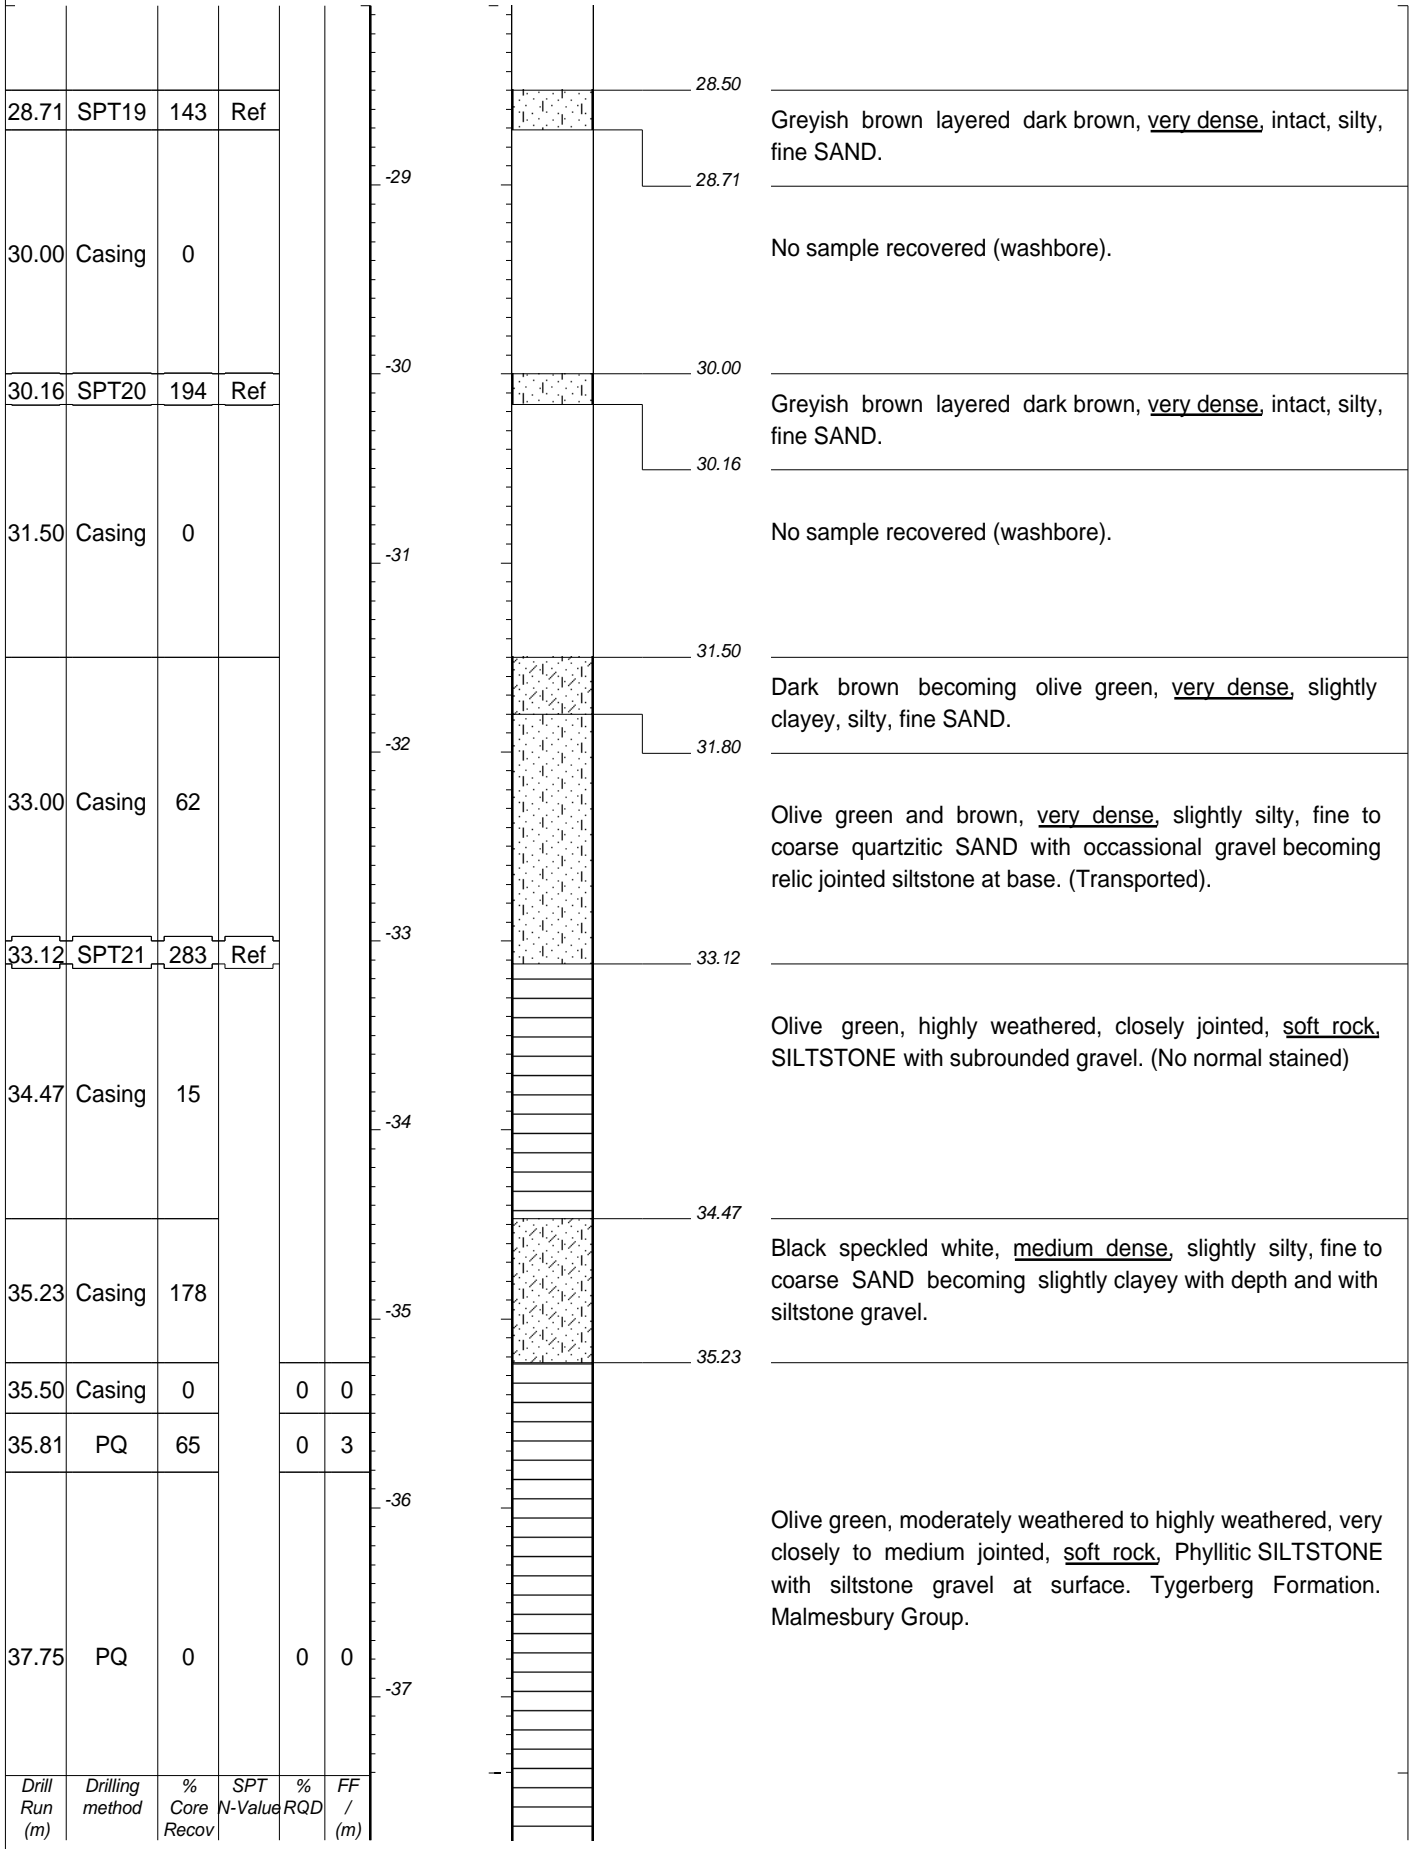 28.50
28.71 SPT19 143 Ref
Greyish brown layered dark brown, very dense, intact, silty,
fine SAND.
-29
28.71
30.00 Casing 0
No sample recovered (washbore).
-30
30.00
30.16 SPT20 194 Ref
Greyish brown layered dark brown, very dense, intact, silty,
fine SAND.
30.16
31.50 Casing 0
No sample recovered (washbore).
-31
31.50
Dark brown becoming olive green, very dense, slightly
clayey, silty, fine SAND.
-32
31.80
33.00 Casing 62
Olive green and brown, very dense, slightly silty, fine to
coarse quartzitic SAND with occassional gravel becoming
relic jointed siltstone at base. (Transported).
-33
33.12 SPT21 283 Ref
33.12
Olive green, highly weathered, closely jointed, soft rock,
SILTSTONE with subrounded gravel. (No normal stained)
34.47 Casing 15
-34
34.47
Black speckled white, medium dense, slightly silty, fine to
coarse SAND becoming slightly clayey with depth and with
siltstone gravel.
35.23 Casing 178
-35
35.23
35.50 Casing 0 0 0
35.81 PQ 65 0 3
-36
Olive green, moderately weathered to highly weathered, very
closely to medium jointed, soft rock, Phyllitic SILTSTONE
with siltstone gravel at surface. Tygerberg Formation.
Malmesbury Group.
37.75 PQ 0 0 0
-37
Drill Drilling % SPT % FF
Run method Core N-Value RQD /
(m) Recov (m)